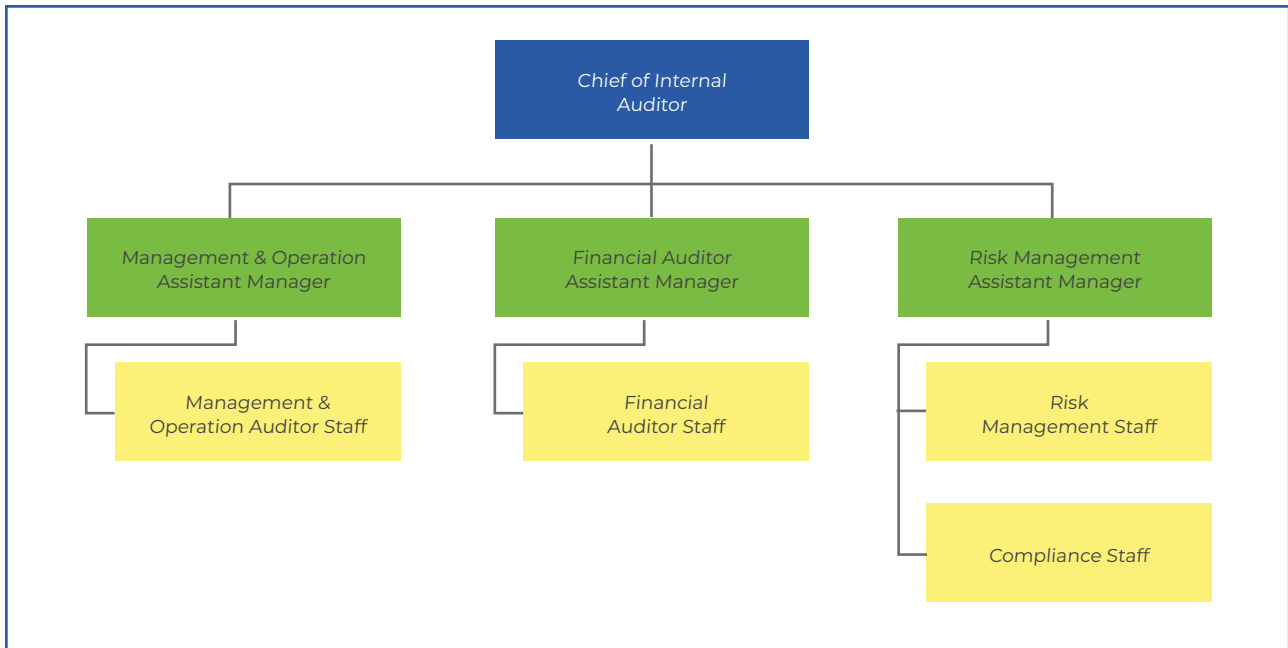 Chief of Internal
Auditor
Management & Operation
Assistant Manager
Financial Auditor
Assistant Manager
Risk Management
Assistant Manager
Management &
Operation Auditor Staff
Financial
Auditor Staff
Risk
Management Staff
Compliance Staff